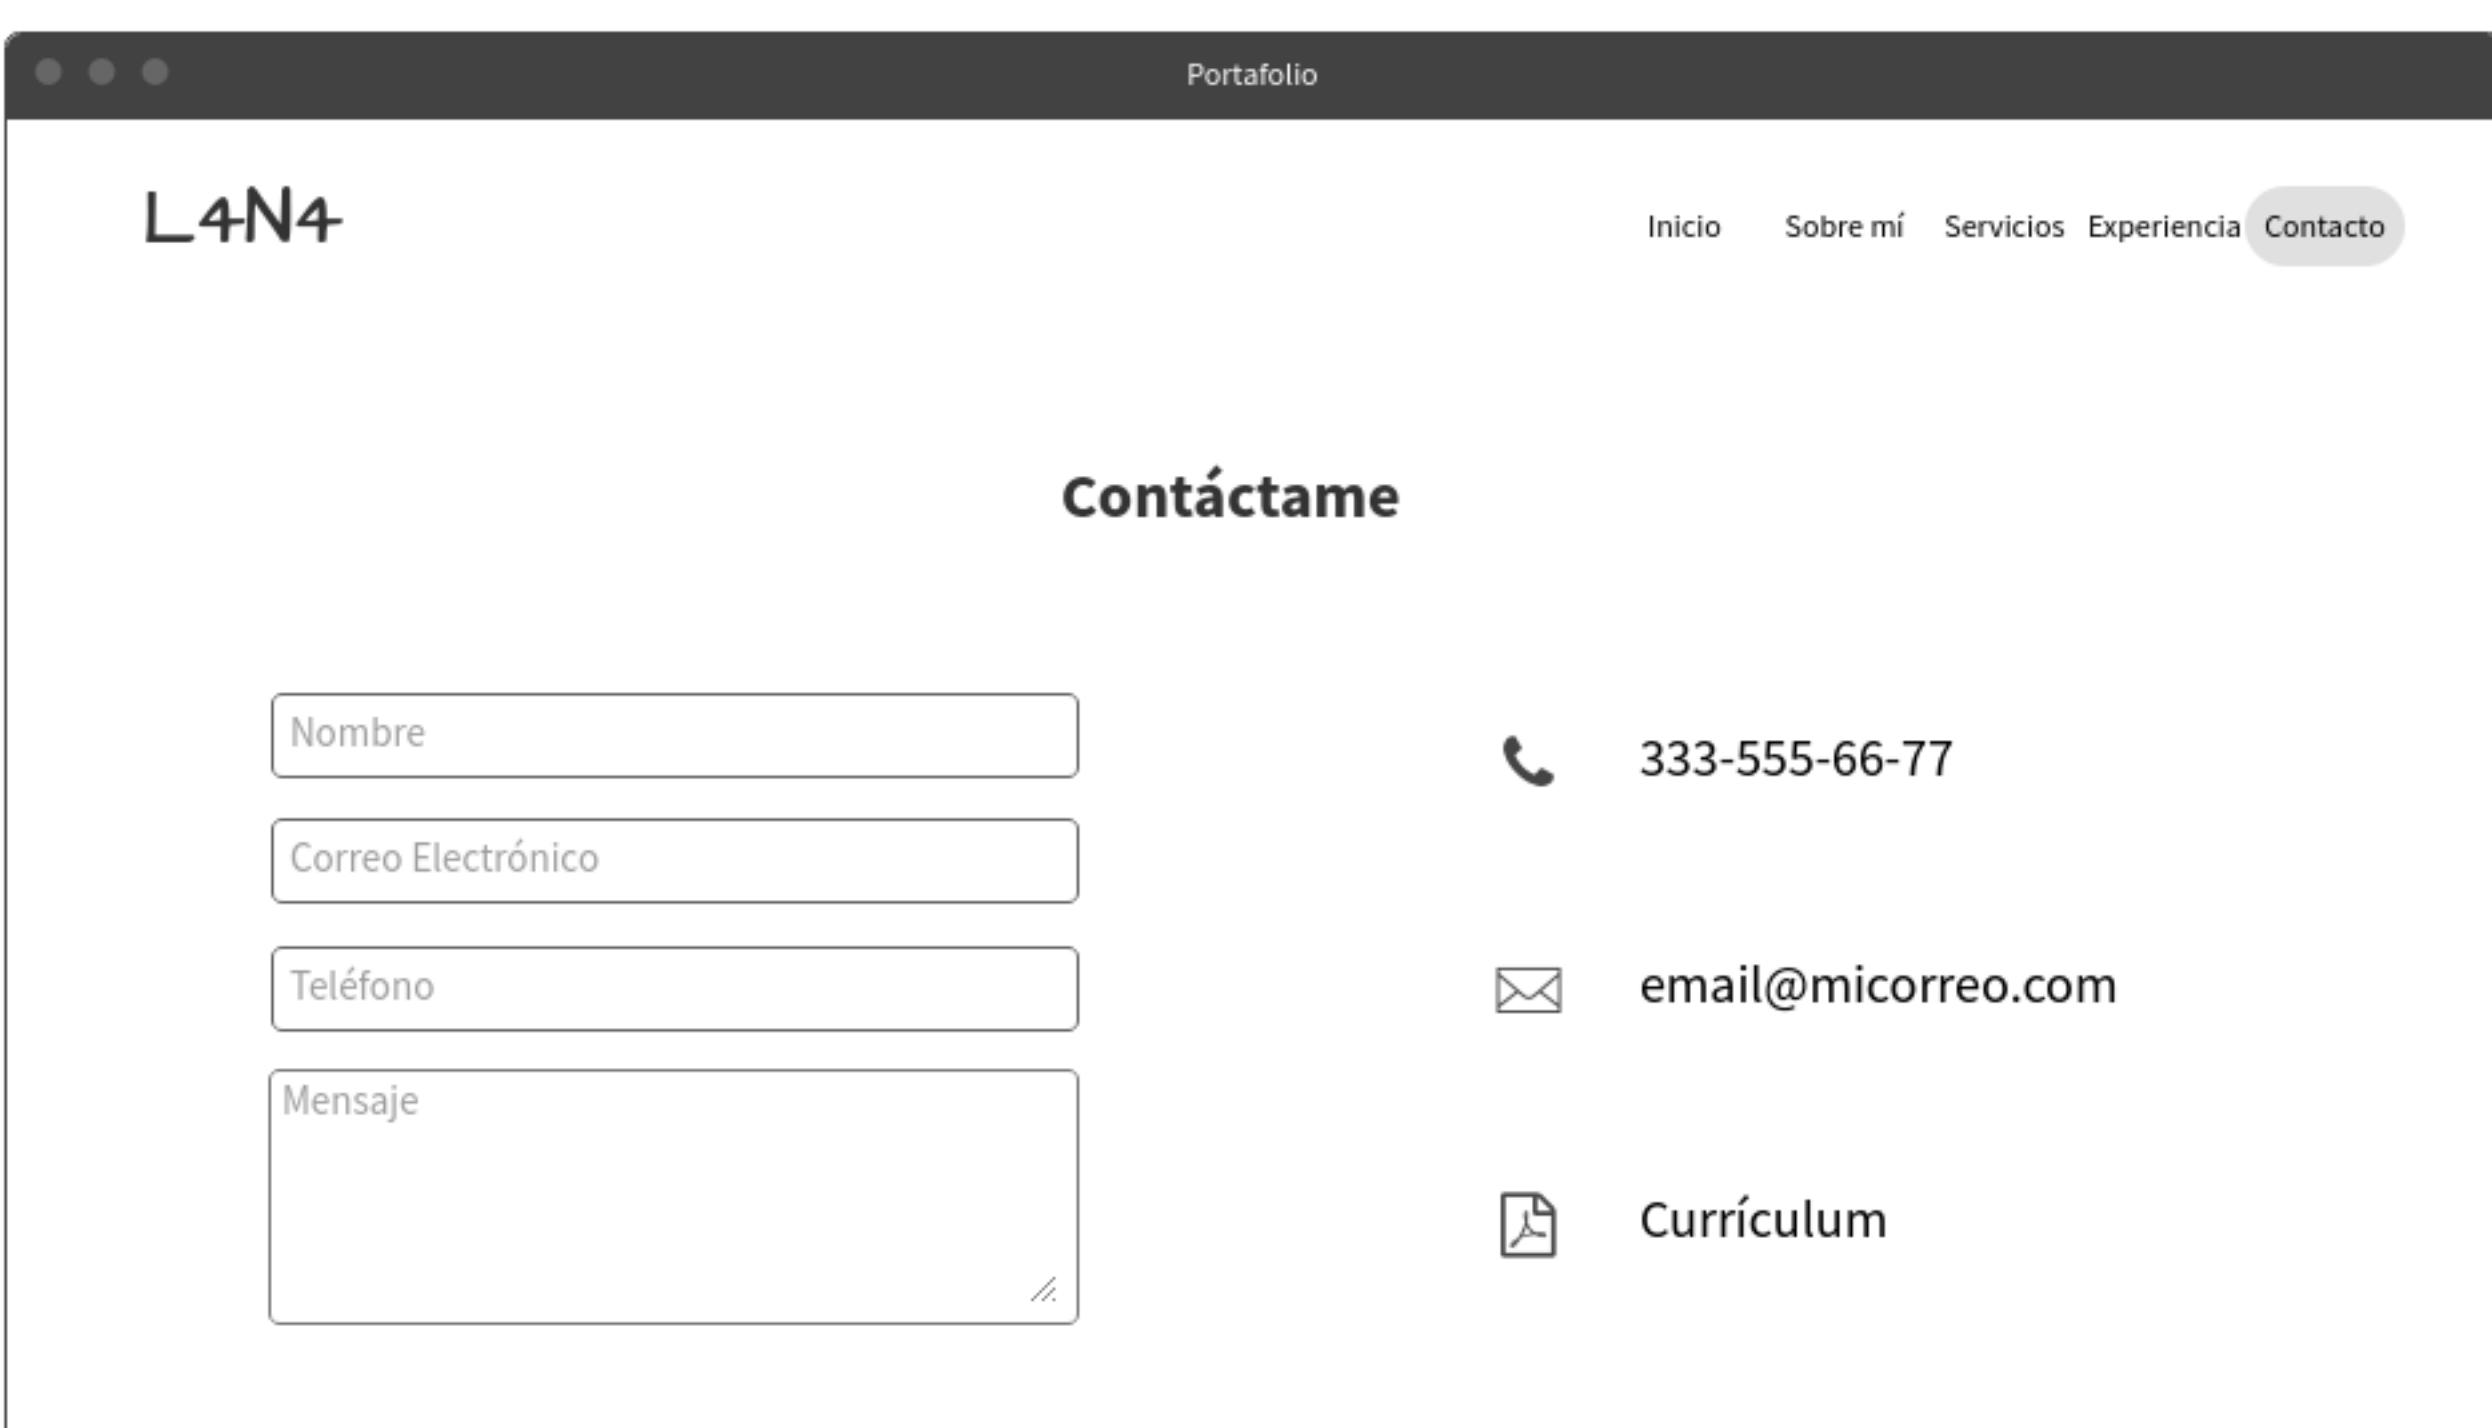 Portafolio
L4N4
Inicio Sobre mí Servicios Experiencia Contacto
Contáctame
Nombre
Correo Electrónico
Teléfono
Mensaje
333-555-66-77
email@micorreo.com
Currículum